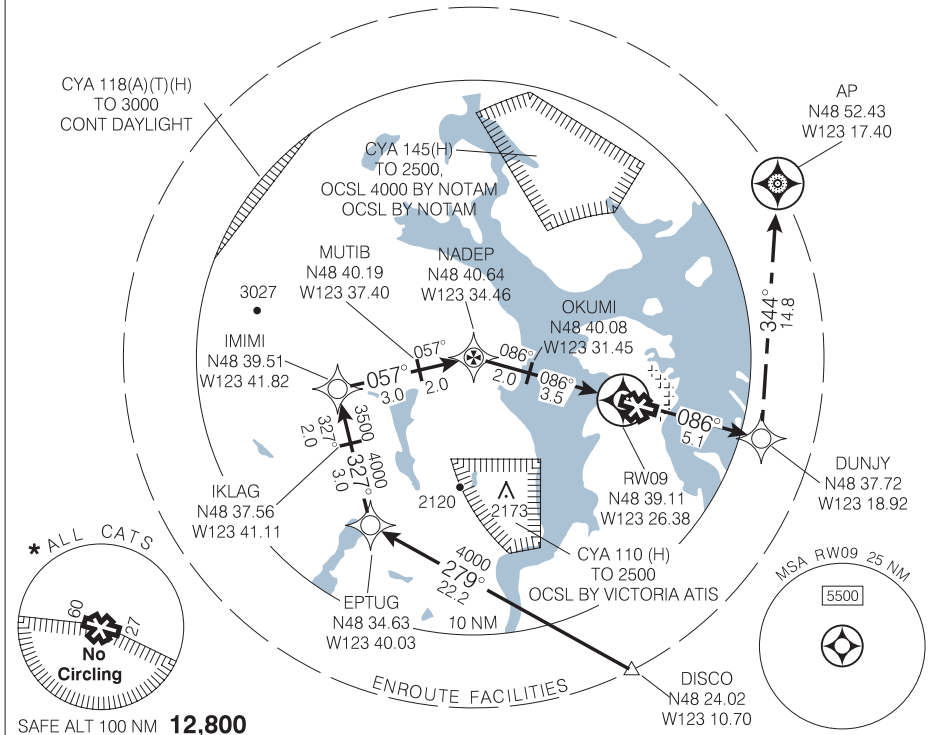 CYA 118(A)(T)(H)
TO 3000
CONT DAYLIGHT
AP
N48 52.43
W123 17.40
CYA 145(H)
TO 2500,
OCSL 4000 BY NOTAM
OCSL BY NOTAM
MUTIB
N48 40.19
W123 37.40
NADEP
N48 40.64
W123 34.46
OKUMI
N48 40.08
W123 31.45
3027
IMIMI
N48 39.51
W123 41.82
057°
3.0
057°
2.0
086°
2.0
086°
3.5
086°
5.1
344°
14.8
3500
327°
2.0
4000
327°
3.0
IKLAG
N48 37.56
W123 41.11
2120
2173
RW09
N48 39.11
W123 26.38
DUNJY
N48 37.72
W123 18.92
CYA 110 (H)
TO 2500
OCSL BY VICTORIA ATIS
4000
279°
22.2
EPTUG
N48 34.63
W123 40.03
10 NM
ENROUTE FACILITIES
DISCO
N48 24.02
W123 10.70
* ALL CATS
09
27
No
Circling
MSA RW09 25 NM
5500
SAFE ALT 100 NM 12,800